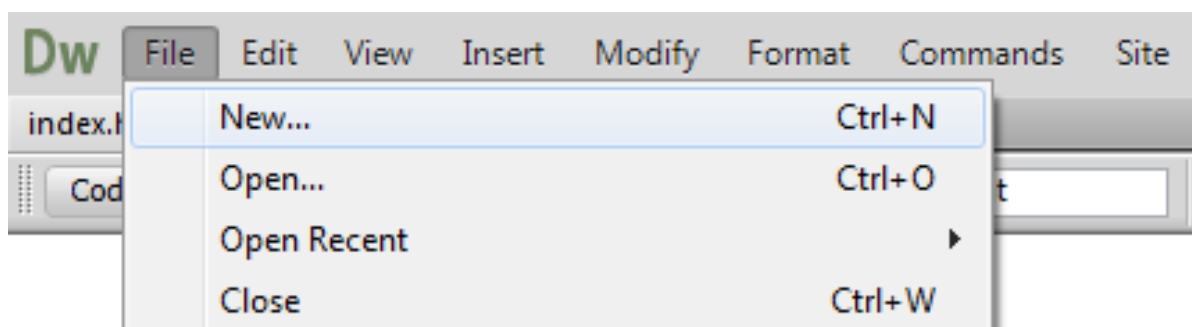 Dw File Edit View Insert Modify Format Commands Site
index.h
New... Ctrl+N
Cod
Open... Ctrl+O
t
Open Recent
Close Ctrl+W